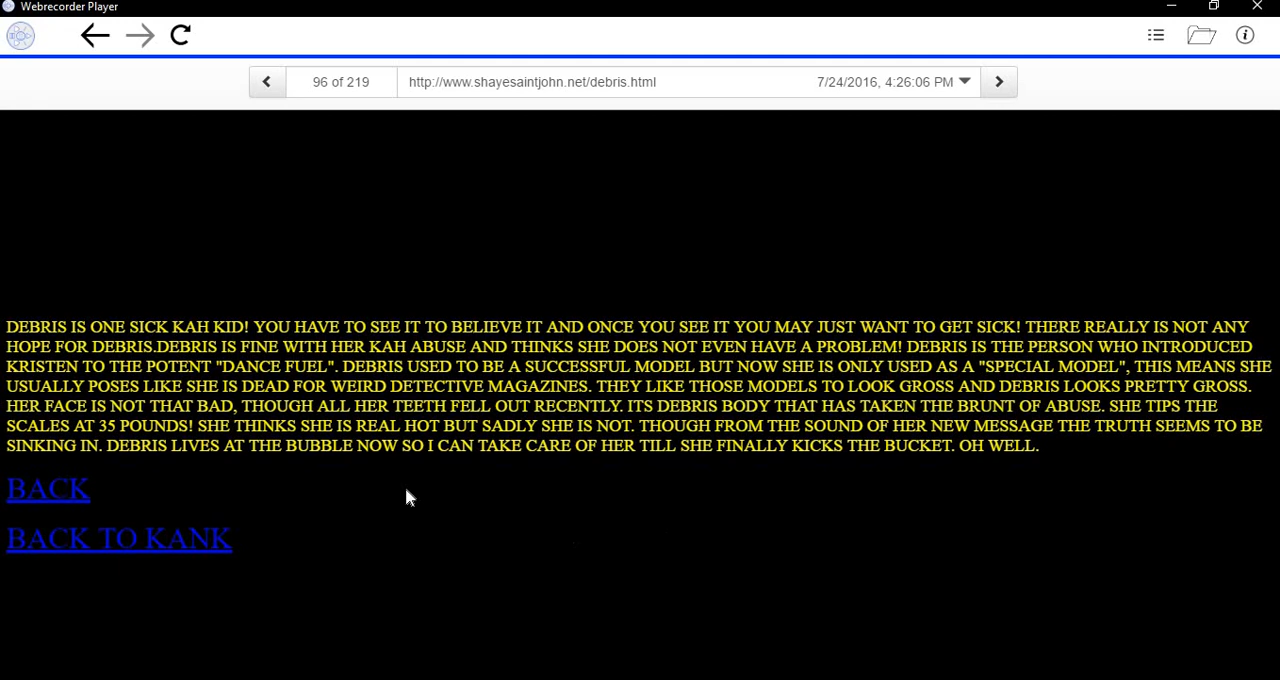 Webrecorder Player
96 of 219 http://www.shayesaintjohn.net/debris.html 7/24/2016, 4:26:06 PM
DEBRIS IS ONE SICK KAH KID! YOU HAVE TO SEE IT TO BELIEVE IT AND ONCE YOU SEE IT YOU MAY JUST WANT TO GET SICK! THERE REALLY IS NOT ANY
HOPE FOR DEBRIS.DEBRIS IS FINE WITH HER KAH ABUSE AND THINKS SHE DOES NOT EVEN HAVE A PROBLEM! DEBRIS IS THE PERSON WHO INTRODUCED
KRISTEN TO THE POTENT "DANCE FUEL". DEBRIS USED TO BE A SUCCESSFUL MODEL BUT NOW SHE IS ONLY USED AS A "SPECIAL MODEL", THIS MEANS SHE
USUALLY POSES LIKE SHE IS DEAD FOR WEIRD DETECTIVE MAGAZINES. THEY LIKE THOSE MODELS TO LOOK GROSS AND DEBRIS LOOKS PRETTY GROSS.
HER FACE IS NOT THAT BAD, THOUGH ALL HER TEETH FELL OUT RECENTLY. ITS DEBRIS BODY THAT HAS TAKEN THE BRUNT OF ABUSE. SHE TIPS THE
SCALES AT 35 POUNDS! SHE THINKS SHE IS REAL HOT BUT SADLY SHE IS NOT. THOUGH FROM THE SOUND OF HER NEW MESSAGE THE TRUTH SEEMS TO BE
SINKING IN. DEBRIS LIVES AT THE BUBBLE NOW SO I CAN TAKE CARE OF HER TILL SHE FINALLY KICKS THE BUCKET. OH WELL.
BACK
BACK TO KANK